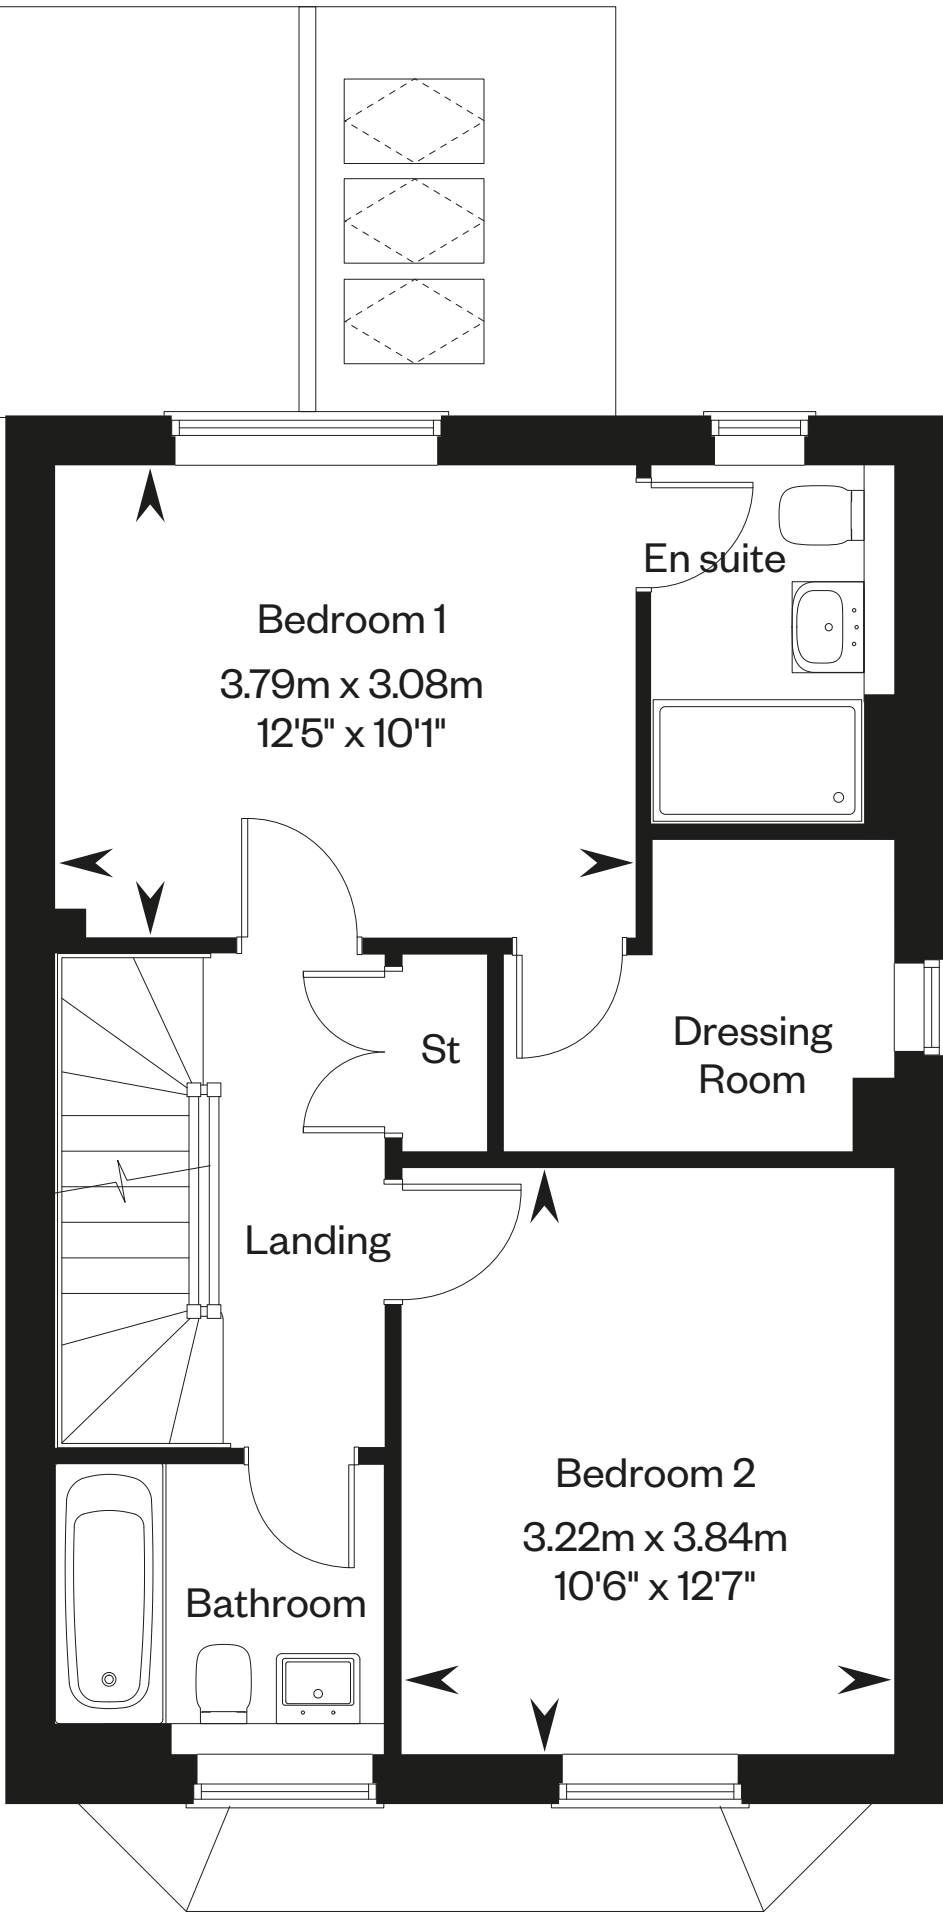 En suite
Bedroom 1
3.79m x 3.08m
12'5" x 10'1"
Dressing
Room
St
Landing
Bedroom 2
3.22m x 3.84m
10'6" x 12'7"
Bathroom